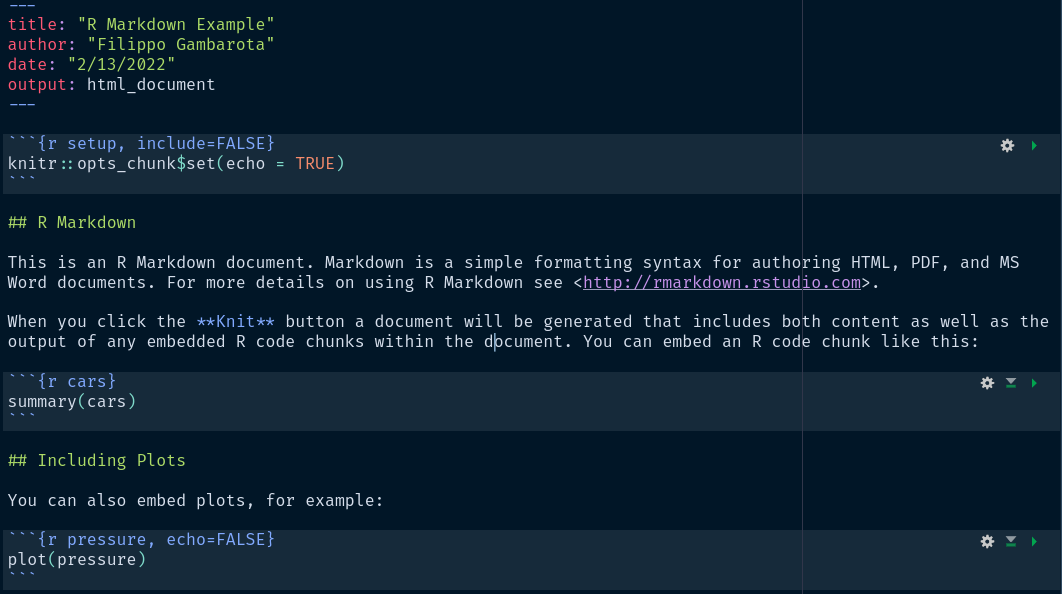 ---
title: "R Markdown Example"
author: "Filippo Gambarota"
date: "2/13/2022"
output: html_document
---
```{r setup, include=FALSE}
knitr::opts_chunk$set(echo = TRUE)
```
## R Markdown
This is an R Markdown document. Markdown is a simple formatting syntax for authoring HTML, PDF, and MS
Word documents. For more details on using R Markdown see <http://rmarkdown.rstudio.com>.
When you click the **Knit** button a document will be generated that includes both content as well as the
output of any embedded R code chunks within the document. You can embed an R code chunk like this:
```{r cars}
summary(cars)
```
## Including Plots
You can also embed plots, for example:
```{r pressure, echo=FALSE}
plot(pressure)
```